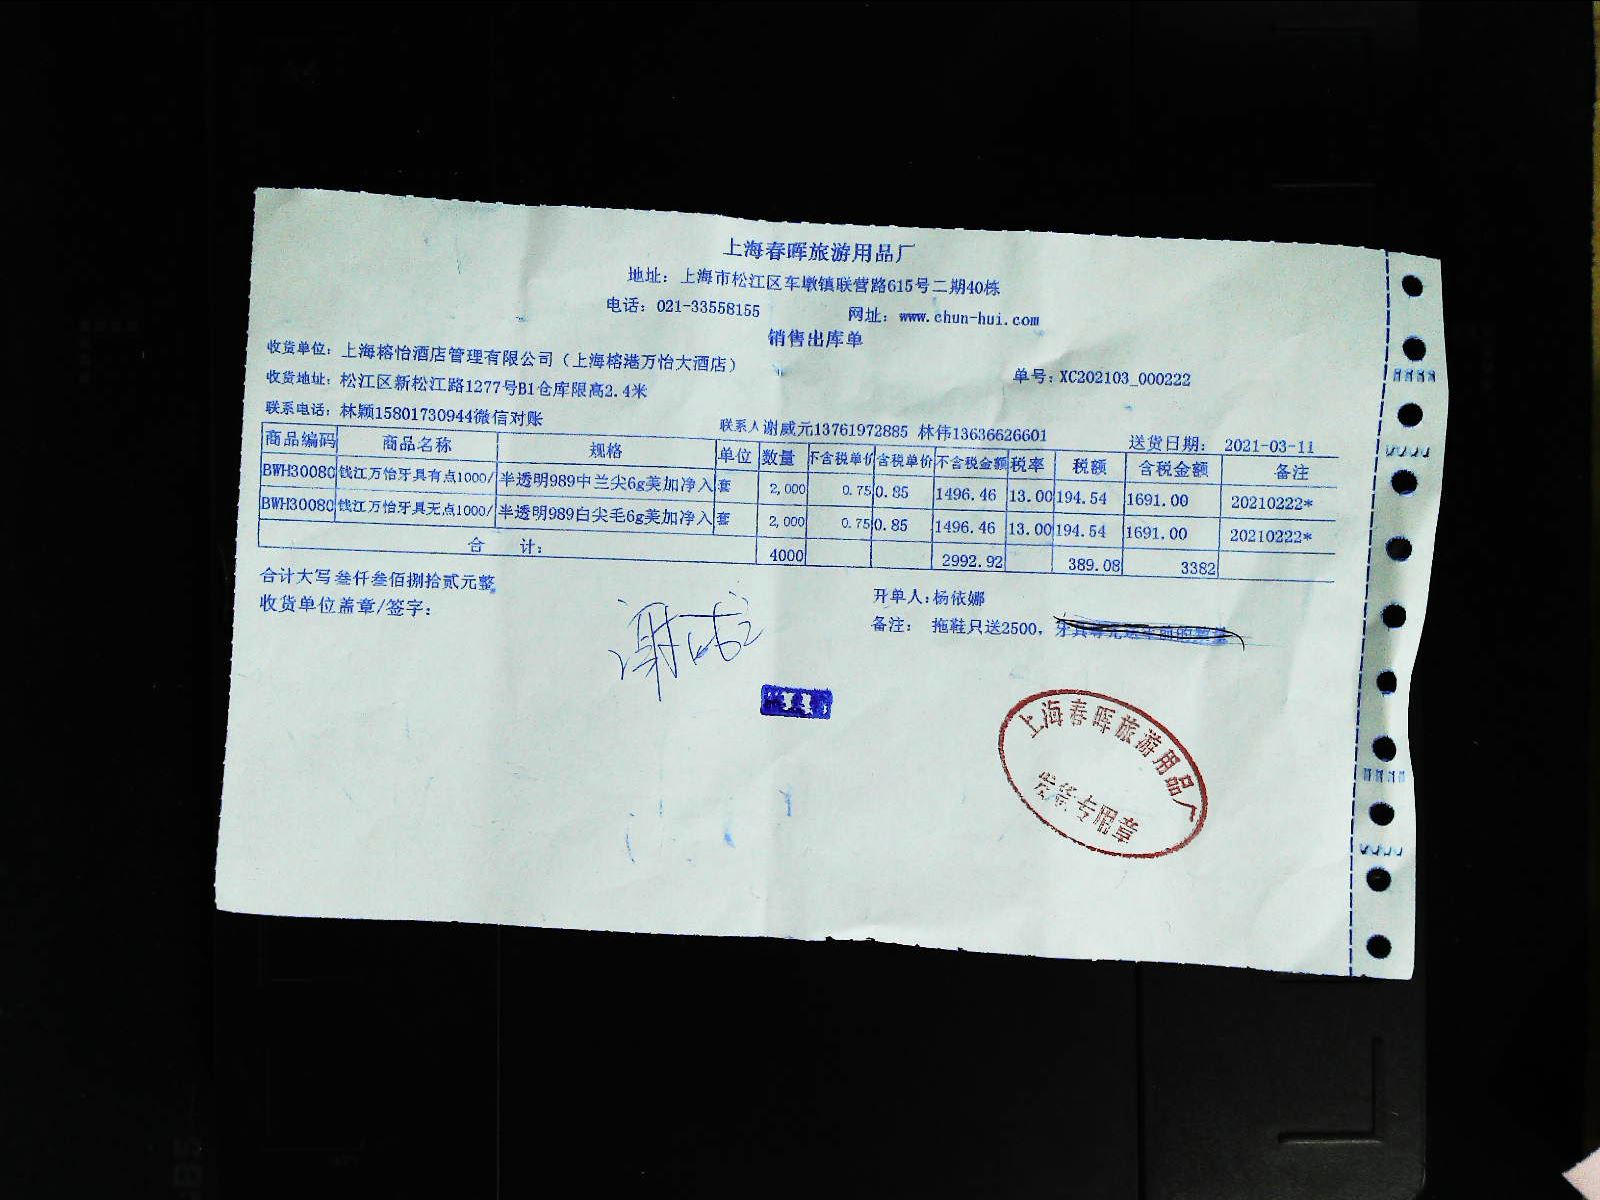 上海春晖旅游用品厂
地址：上海市松江区车墩镇联营路615号二期40栋
电话：021-33558155 网址：www.chun-hui.com
销售出库单
收货单位：上海榕怡酒店管理有限公司（上海榕港万怡大酒店）
单号：XC202103_000222
收货地址：松江区新松江路1277号B1仓库限高2.4米
联系电话：林颖15801730944微信对账 联系人谢威元13761972885 林伟13636626601 送货日期：2021-03-11
商品编码 商品名称 规格 单位 数量 不含税单价 含税单价 不含税金额 税率 税额 含税金额 备注
BWH30080 钱江万怡牙具有点1000/ 半透明989中兰尖6g美加净入 套 2,000 0.75 0.85 1496.46 13.00 194.54 1691.00 20210222*
BWH30080 钱江万怡牙具无点1000/ 半透明989白尖毛6g美加净入 套 2,000 0.75 0.85 1496.46 13.00 194.54 1691.00 20210222*
合计： 4000 2992.92 389.08 3382
合计大写叁仟叁佰捌拾贰元整
开单人：杨依娜
收货单位盖章/签字：
备注：拖鞋只送2500，
上海春晖旅游用品厂
发货专用章